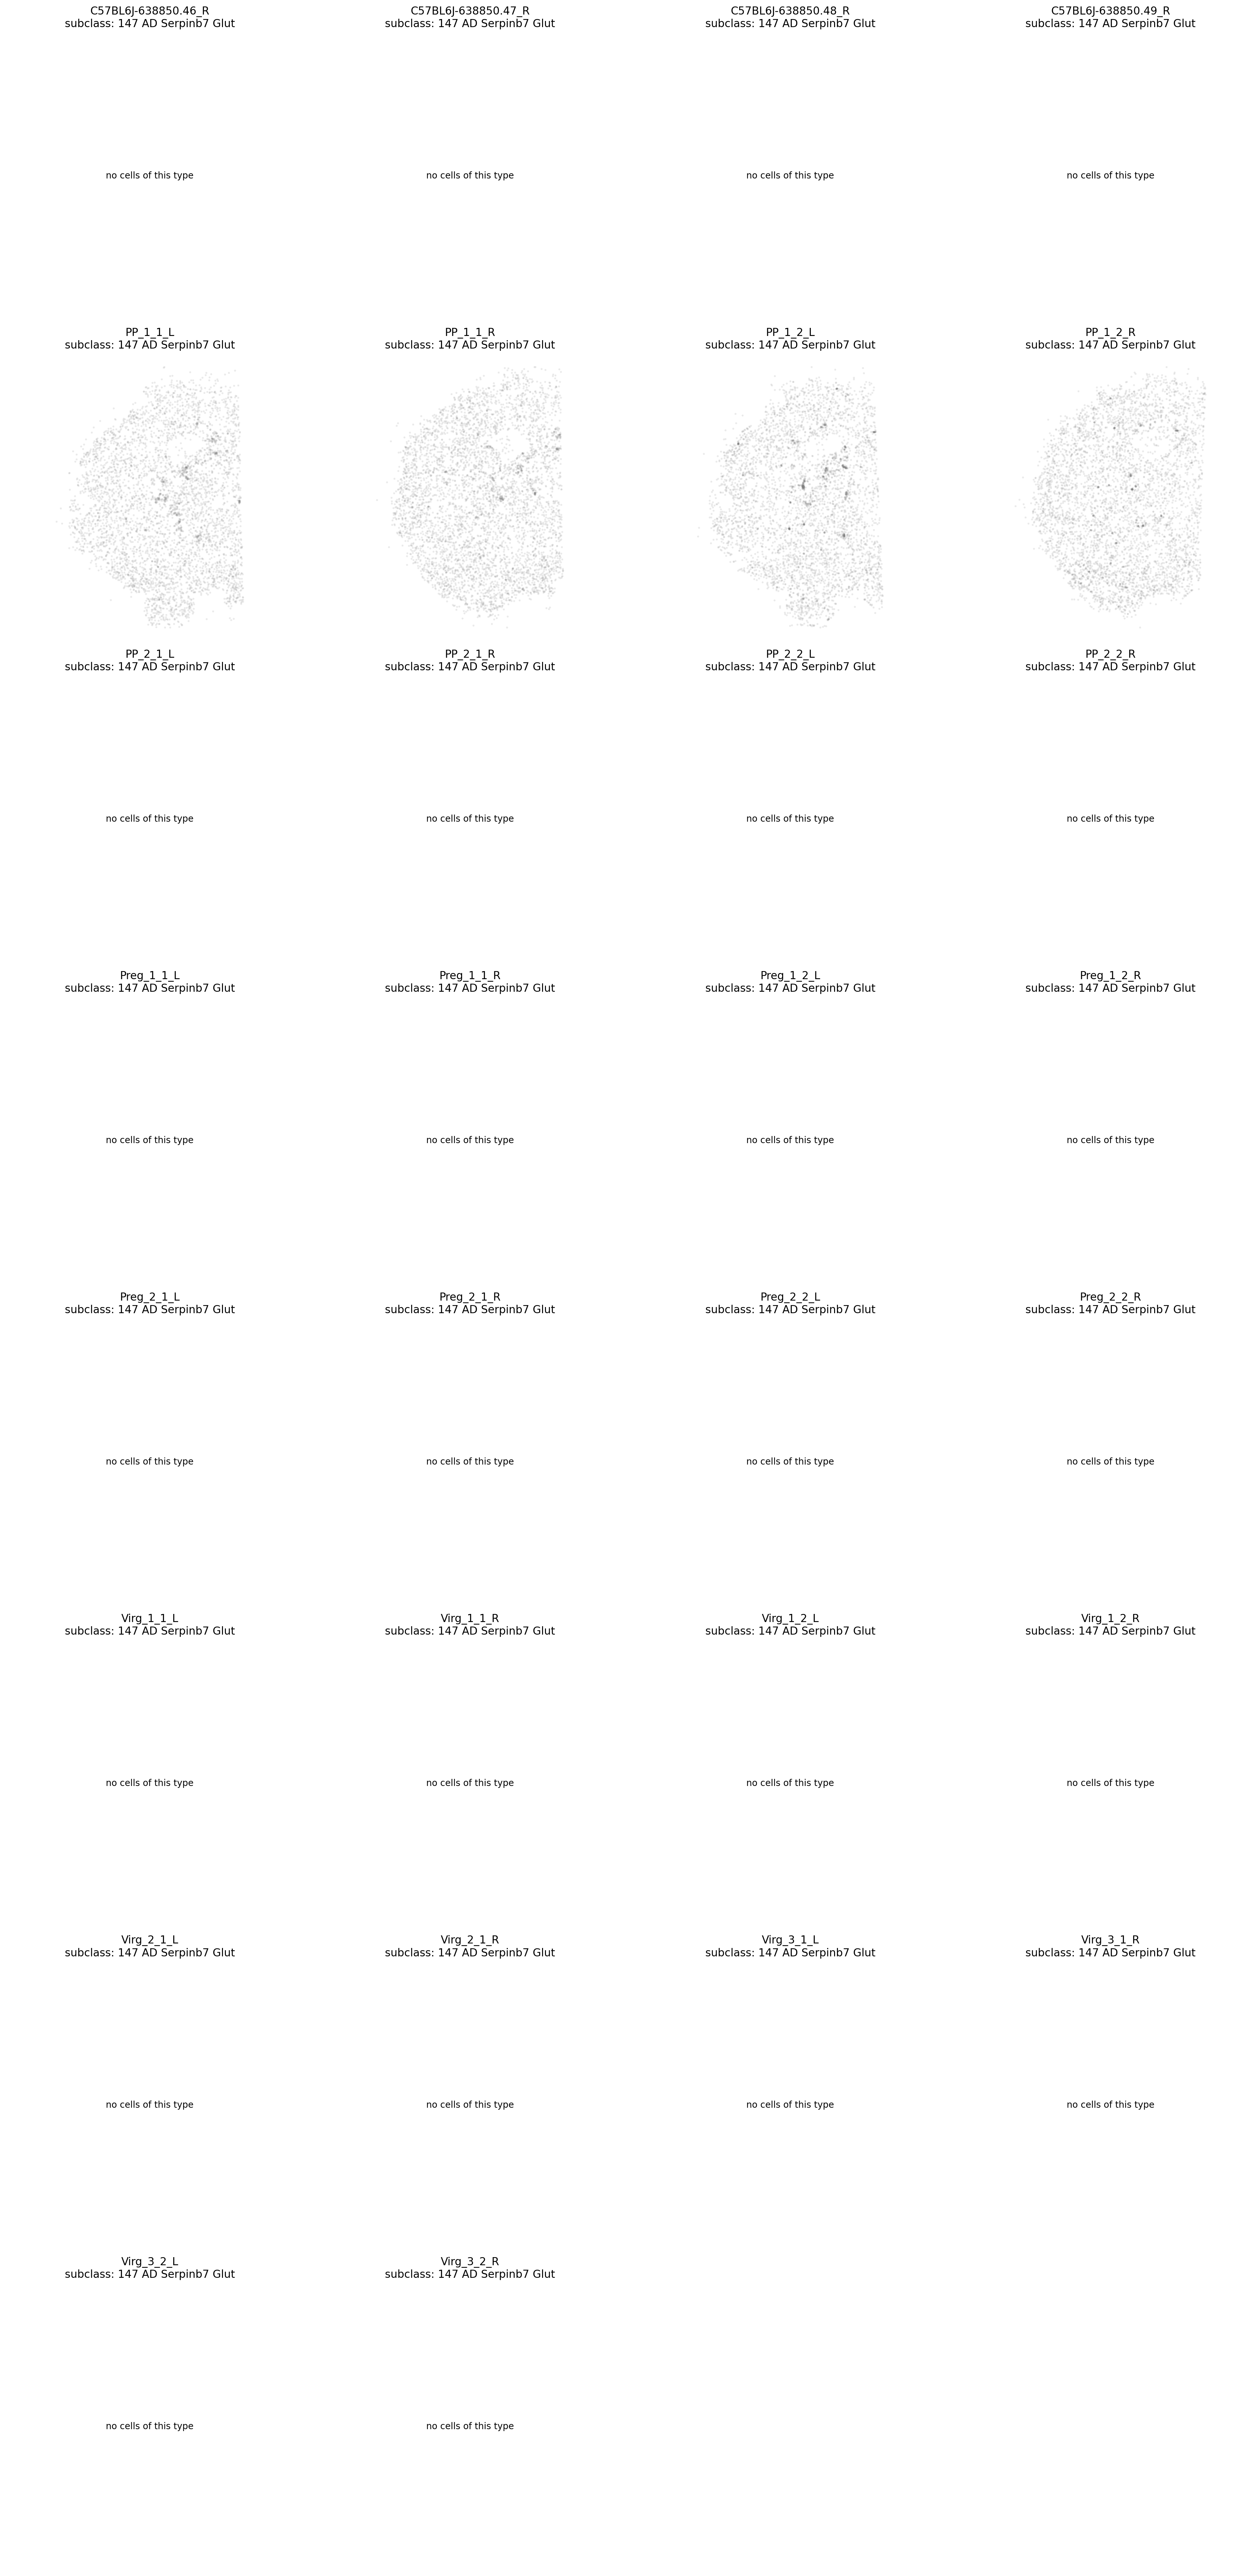 C57BL6J-638850.46_R
subclass: 147 AD Serpinb7 Glut
C57BL6J-638850.47_R
subclass: 147 AD Serpinb7 Glut
C57BL6J-638850.48_R
subclass: 147 AD Serpinb7 Glut
C57BL6J-638850.49_R
subclass: 147 AD Serpinb7 Glut
no cells of this type
no cells of this type
no cells of this type
no cells of this type
PP_1_1_L
subclass: 147 AD Serpinb7 Glut
PP_1_1_R
subclass: 147 AD Serpinb7 Glut
PP_1_2_L
subclass: 147 AD Serpinb7 Glut
PP_1_2_R
subclass: 147 AD Serpinb7 Glut
PP_2_1_L
subclass: 147 AD Serpinb7 Glut
PP_2_1_R
subclass: 147 AD Serpinb7 Glut
PP_2_2_L
subclass: 147 AD Serpinb7 Glut
PP_2_2_R
subclass: 147 AD Serpinb7 Glut
no cells of this type
no cells of this type
no cells of this type
no cells of this type
Preg_1_1_L
subclass: 147 AD Serpinb7 Glut
Preg_1_1_R
subclass: 147 AD Serpinb7 Glut
Preg_1_2_L
subclass: 147 AD Serpinb7 Glut
Preg_1_2_R
subclass: 147 AD Serpinb7 Glut
no cells of this type
no cells of this type
no cells of this type
no cells of this type
Preg_2_1_L
subclass: 147 AD Serpinb7 Glut
Preg_2_1_R
subclass: 147 AD Serpinb7 Glut
Preg_2_2_L
subclass: 147 AD Serpinb7 Glut
Preg_2_2_R
subclass: 147 AD Serpinb7 Glut
no cells of this type
no cells of this type
no cells of this type
no cells of this type
Virg_1_1_L
subclass: 147 AD Serpinb7 Glut
Virg_1_1_R
subclass: 147 AD Serpinb7 Glut
Virg_1_2_L
subclass: 147 AD Serpinb7 Glut
Virg_1_2_R
subclass: 147 AD Serpinb7 Glut
no cells of this type
no cells of this type
no cells of this type
no cells of this type
Virg_2_1_L
subclass: 147 AD Serpinb7 Glut
Virg_2_1_R
subclass: 147 AD Serpinb7 Glut
Virg_3_1_L
subclass: 147 AD Serpinb7 Glut
Virg_3_1_R
subclass: 147 AD Serpinb7 Glut
no cells of this type
no cells of this type
no cells of this type
no cells of this type
Virg_3_2_L
subclass: 147 AD Serpinb7 Glut
Virg_3_2_R
subclass: 147 AD Serpinb7 Glut
no cells of this type
no cells of this type